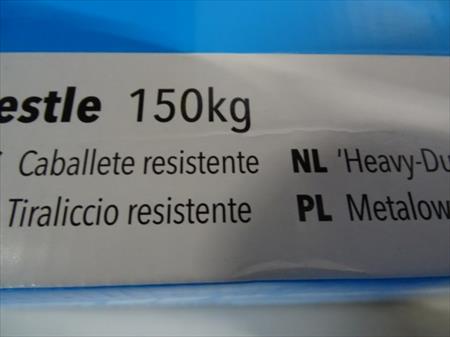 estle 150kg
Caballete resistente NL 'Heavy-Du
Tiraliccio resistente PL Metalow